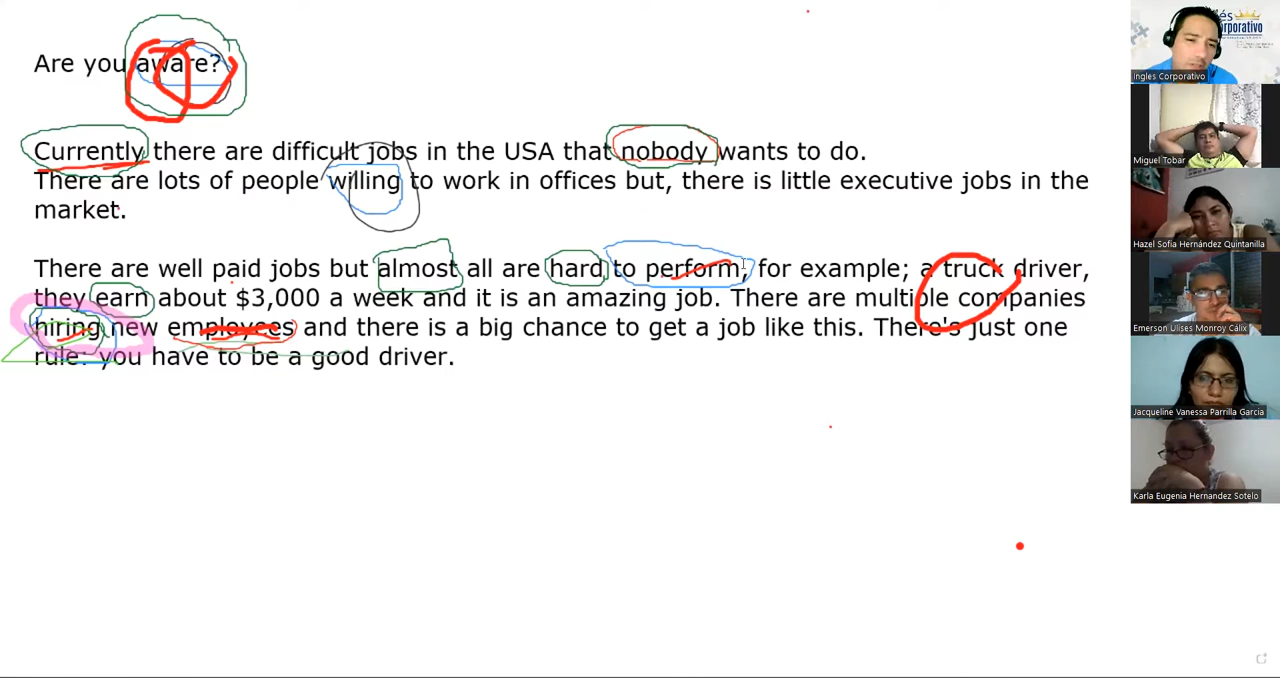 Are you aware?
Currently there are difficult jobs in the USA that nobody wants to do.
There are lots of people willing to work in offices but, there is little executive jobs in the
market.
There are well paid jobs but almost all are hard to perform, for example; a truck driver,
they earn about $3,000 a week and it is an amazing job. There are multiple companies
hiring new employees and there is a big chance to get a job like this. There's just one
rule: you have to be a good driver.
Corporativo
Ingles Corporativo
Miguel Tobar
Hazel Sofia Hernández Quintanilla
Emerson Ulises Monroy Cálix
Jacqueline Vanessa Parrilla Garcia
Karla Eugenia Hernandez Sotelo